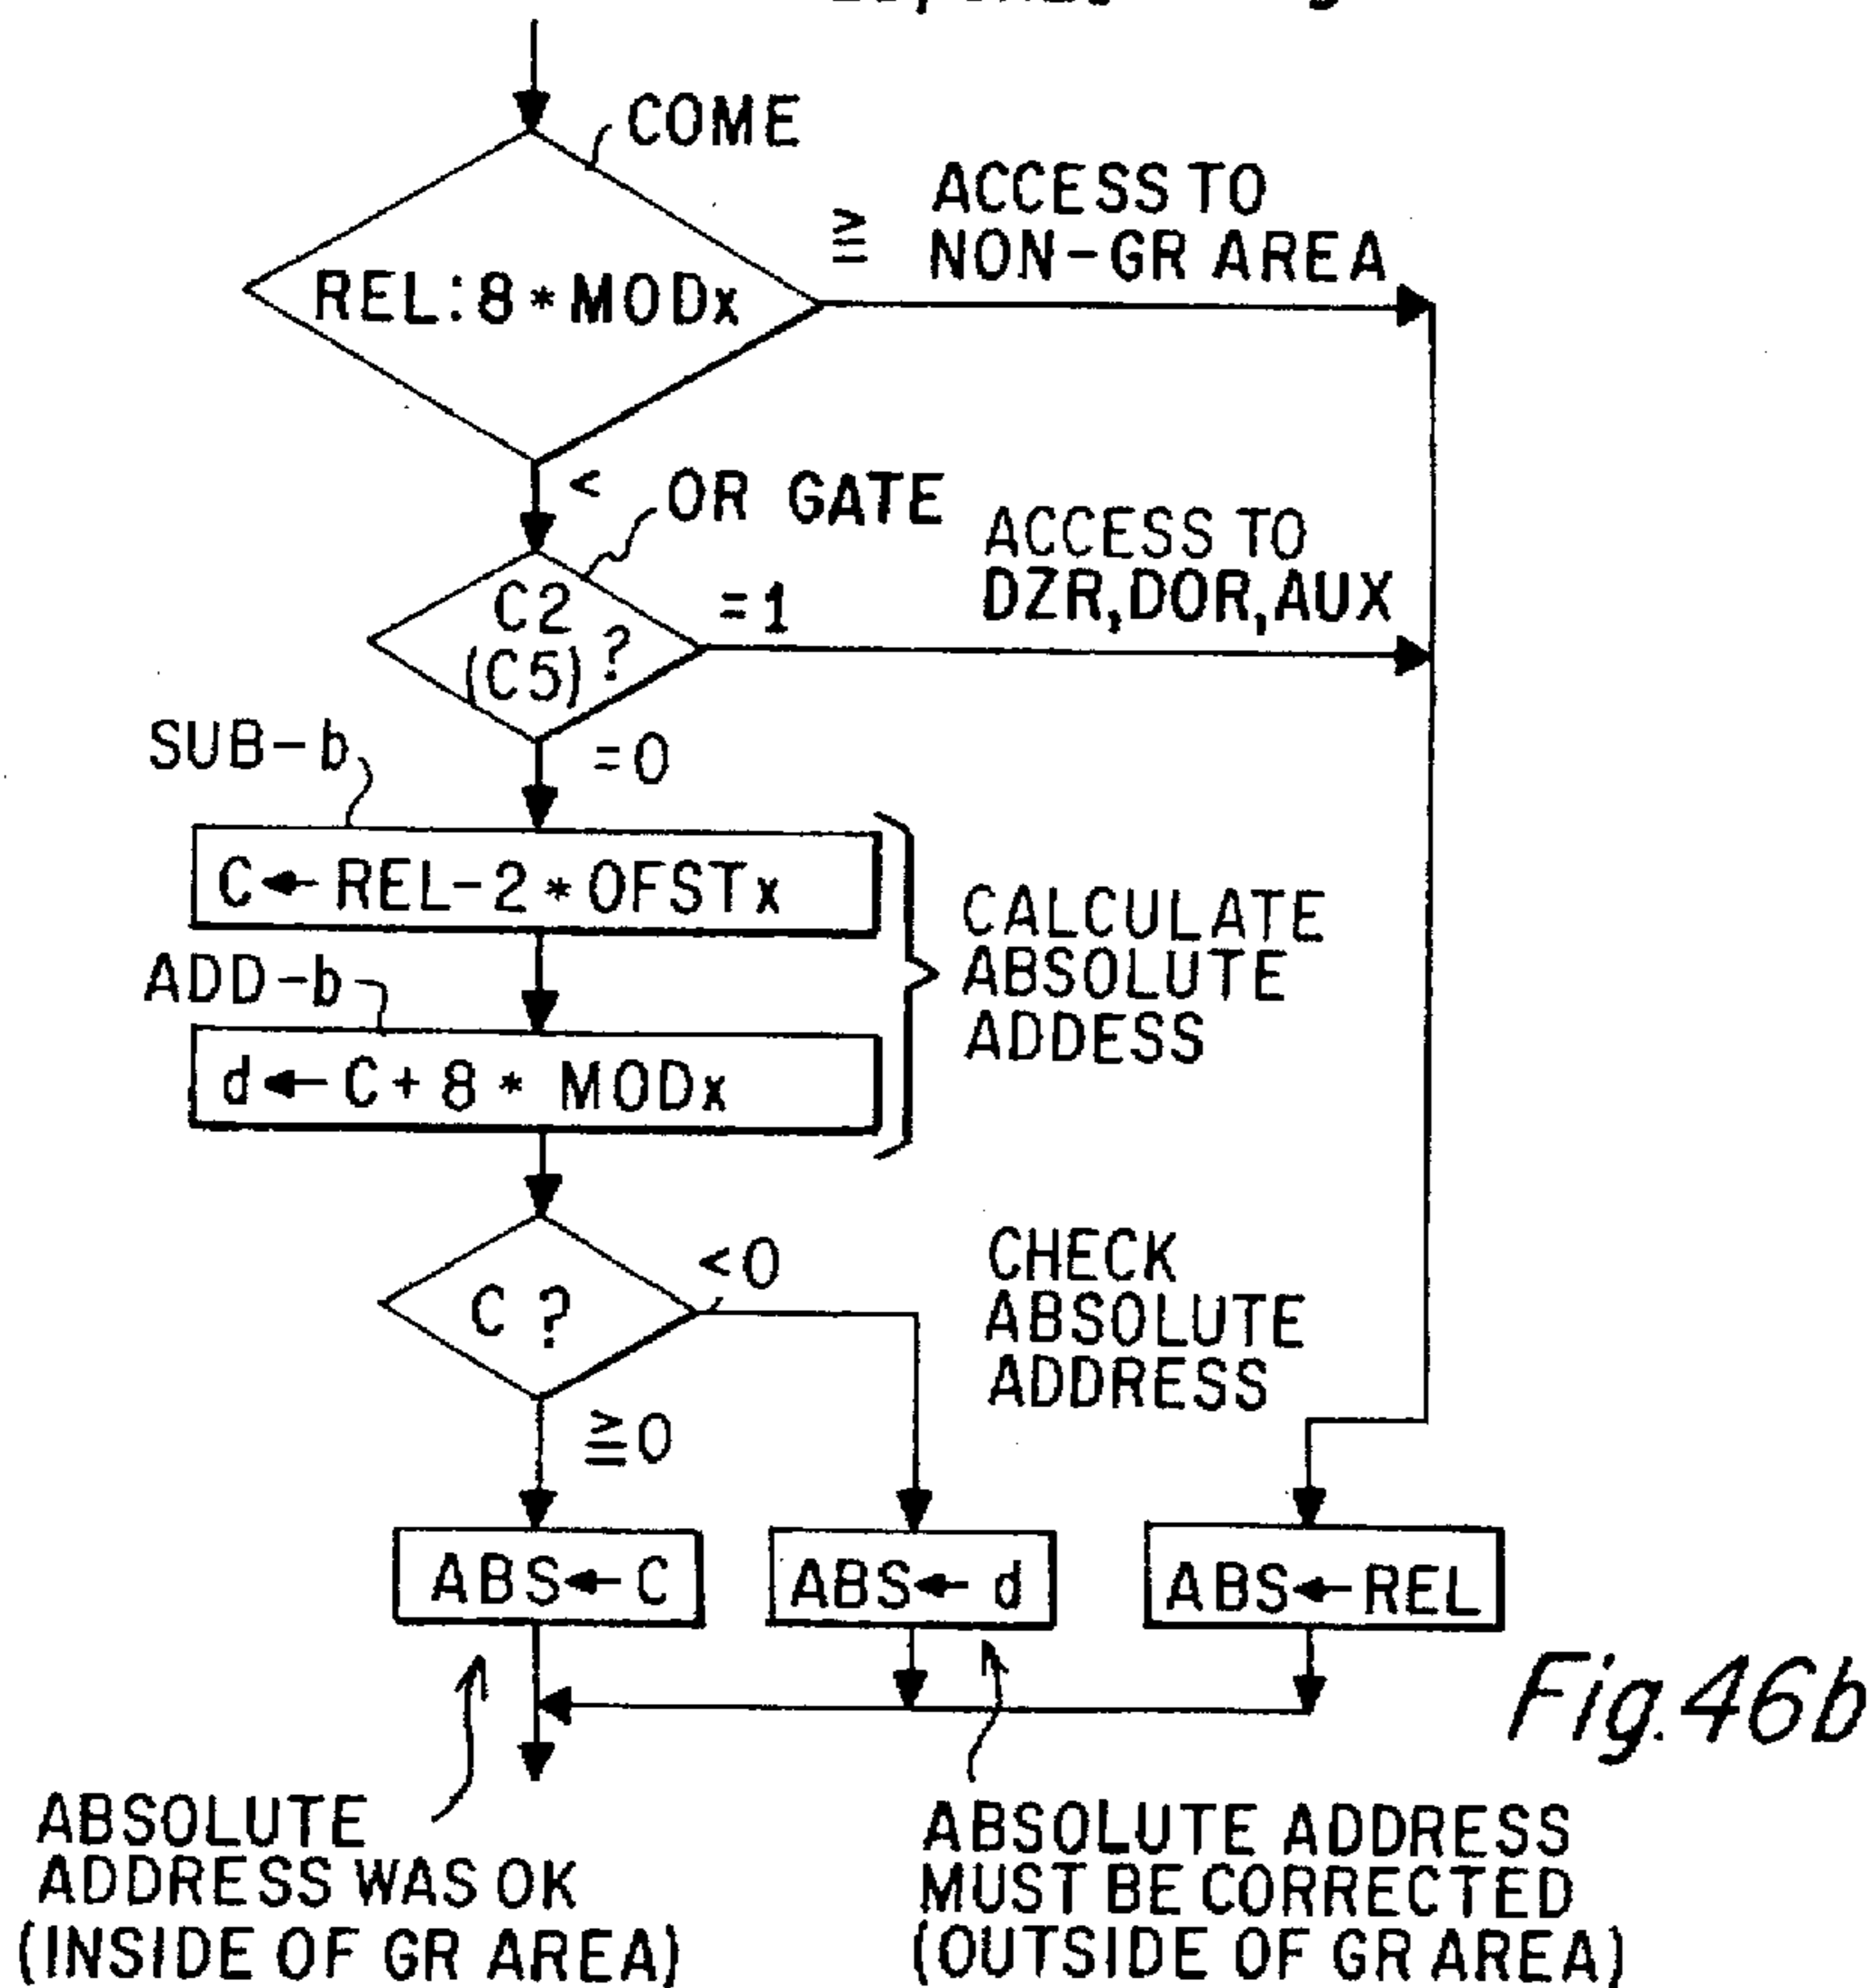 COME
ACCESS TO
≧ NON-GR AREA
REL:8*MODx
< OR GATE
ACCESS TO
DZR,DOR,AUX
C2
(C5)?
=1
=0
SUB-b
C←REL-2*OFSTx
CALCULATE
ABSOLUTE
ADDESS
ADD-b
d←C+8* MODx
C ?
<0
CHECK
ABSOLUTE
ADDRESS
≧0
ABS←C
ABS←d
ABS←REL
Fig.46b
ABSOLUTE
ADDRESS WAS OK
(INSIDE OF GR AREA)
ABSOLUTE ADDRESS
MUST BE CORRECTED
(OUTSIDE OF GR AREA)